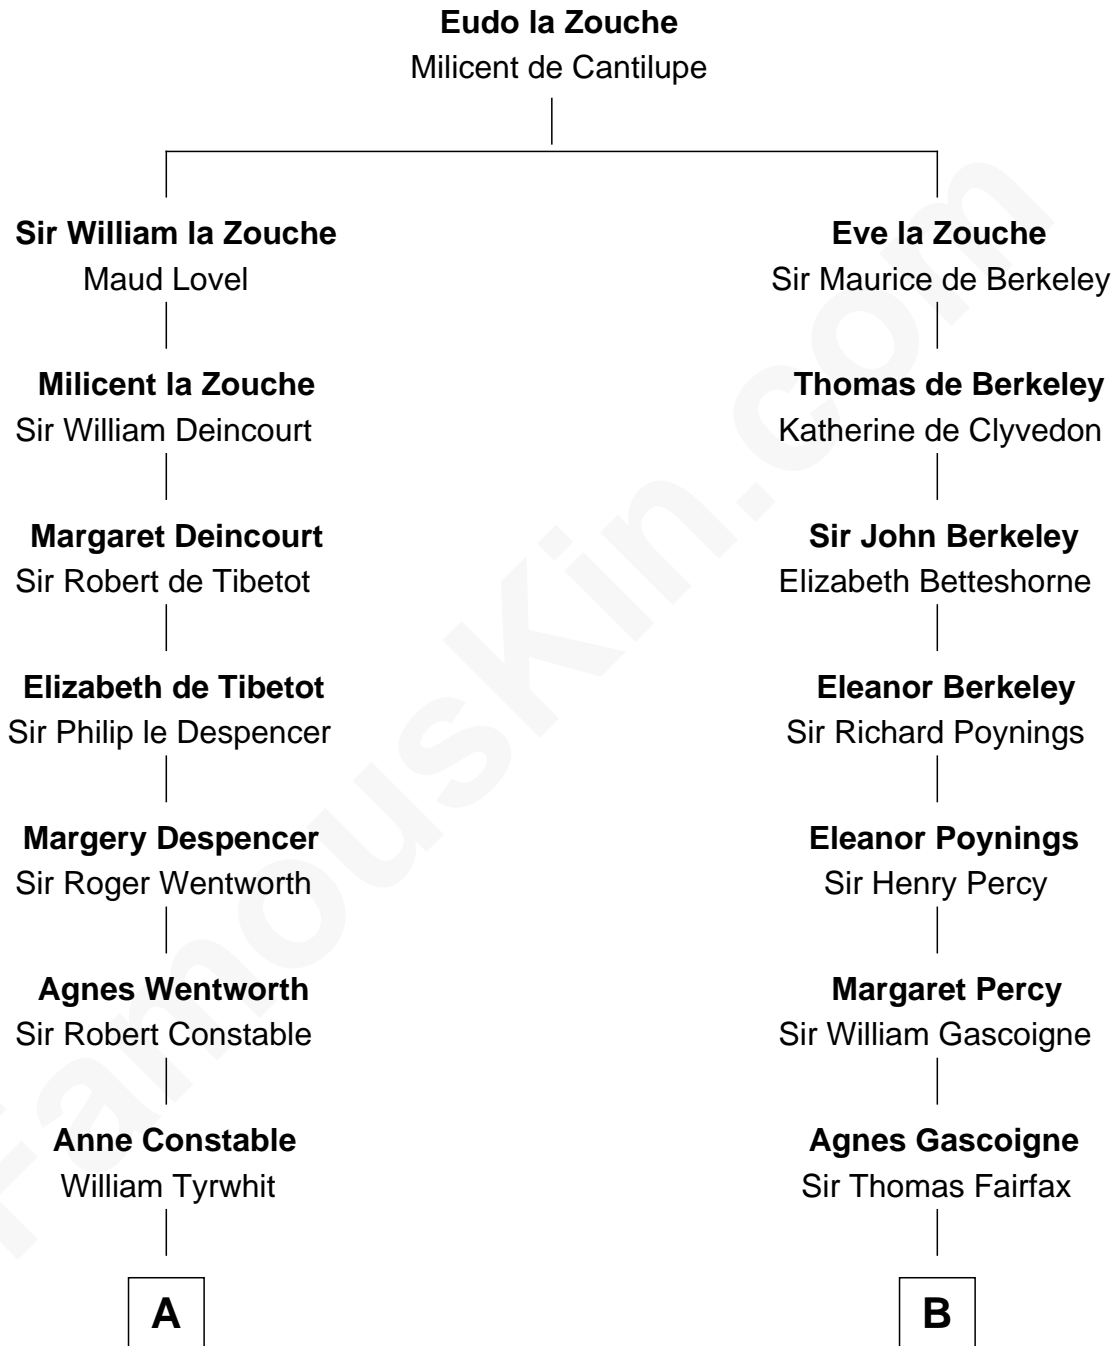 Eudo la Zouche
Milicent de Cantilupe
Sir William la Zouche
Maud Lovel
Eve la Zouche
Sir Maurice de Berkeley
Milicent la Zouche
Sir William Deincourt
Thomas de Berkeley
Katherine de Clyvedon
Margaret Deincourt
Sir Robert de Tibetot
Sir John Berkeley
Elizabeth Betteshorne
Elizabeth de Tibetot
Sir Philip le Despencer
Eleanor Berkeley
Sir Richard Poynings
Margery Despencer
Sir Roger Wentworth
Eleanor Poynings
Sir Henry Percy
Agnes Wentworth
Sir Robert Constable
Margaret Percy
Sir William Gascoigne
Anne Constable
William Tyrwhit
Agnes Gascoigne
Sir Thomas Fairfax
A
B
FamousKin.com